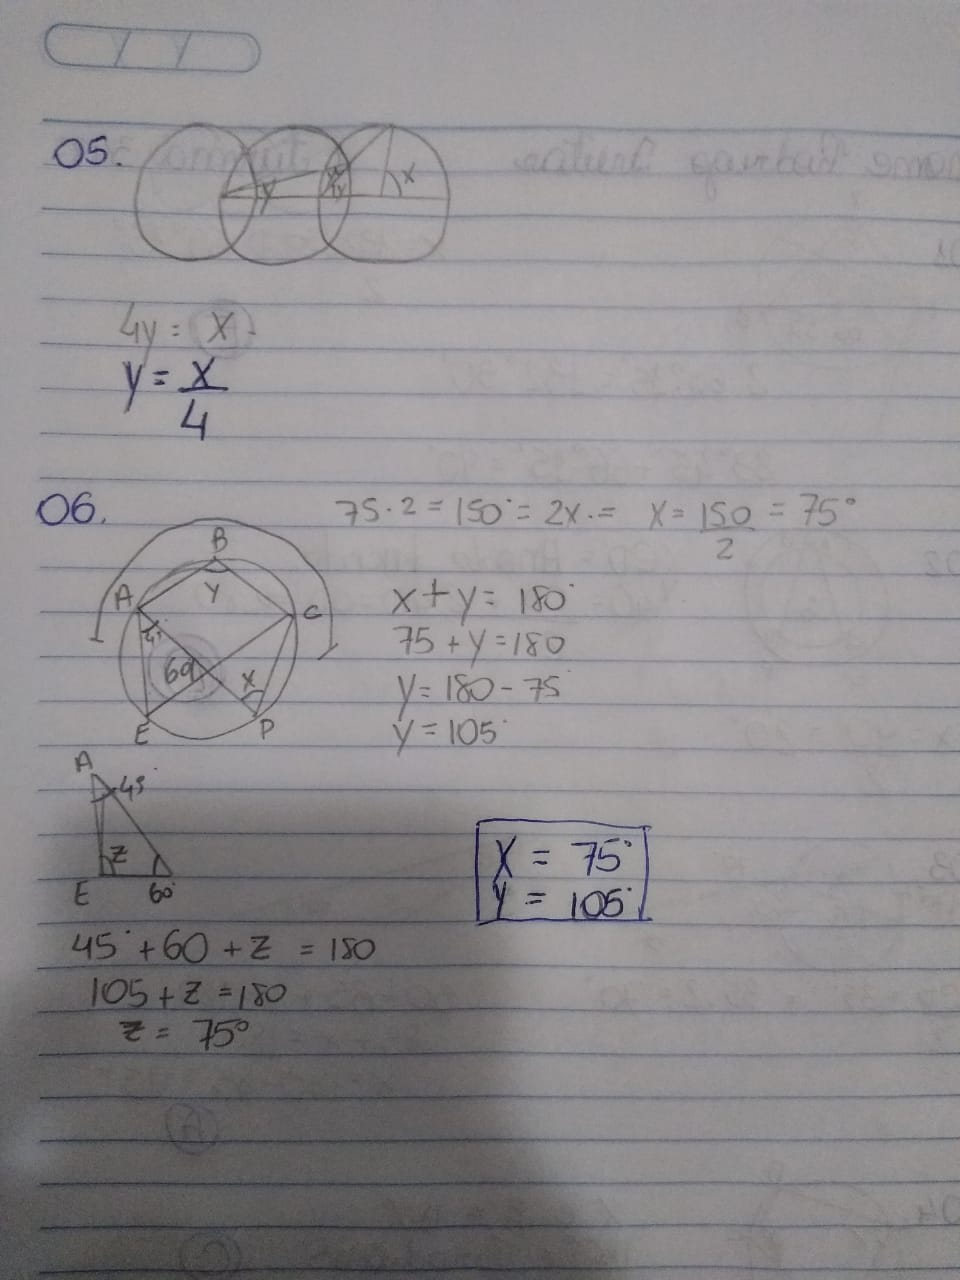 05.
y 2y x
4y = x
y = x
4
06.
75·2 = 150° = 2x·= x = 150 = 75°
2
B
A Y C
x + y = 180°
75 + y = 180
60 x
y = 180 - 75
E P
y = 105°
A
45°
z
E 60°
X = 75°
Y = 105°
45° + 60 + z = 180
105 + z = 180
z = 75°